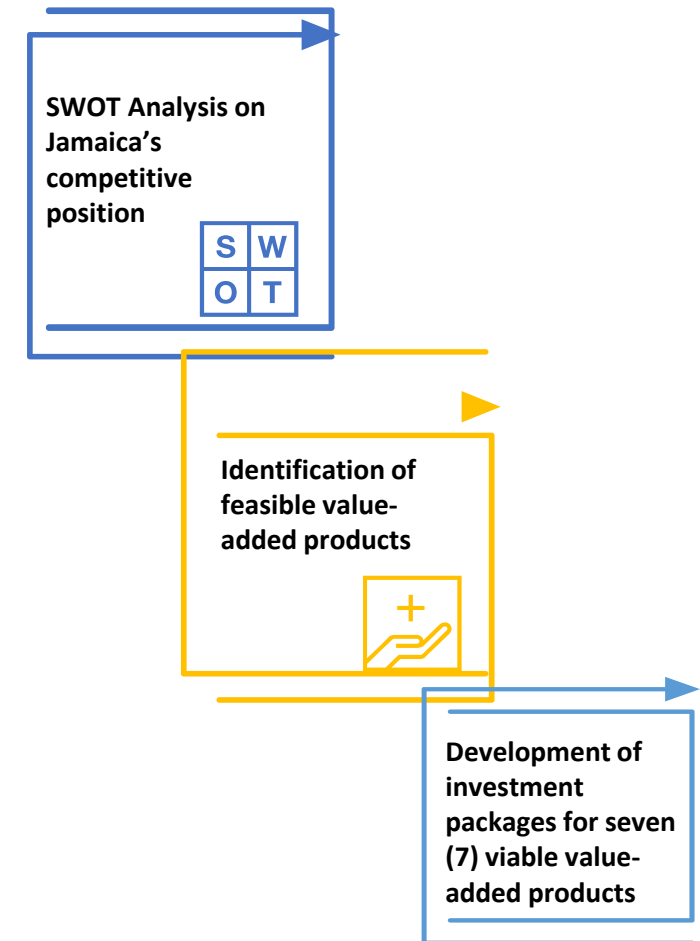 SWOT Analysis on
Jamaica’s
competitive
position
S W
O T
Identification of
feasible value-
added products
Development of
investment
packages for seven
(7) viable value-
added products